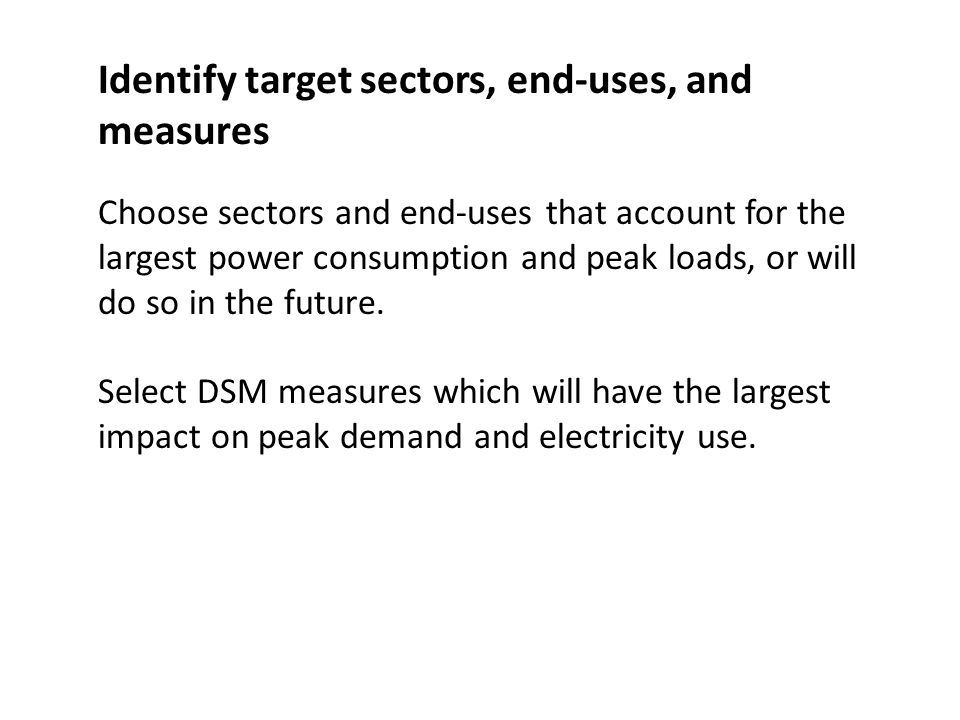 Identify target sectors, end-uses, and
measures
Choose sectors and end-uses that account for the
largest power consumption and peak loads, or will
do so in the future.
Select DSM measures which will have the largest
impact on peak demand and electricity use.